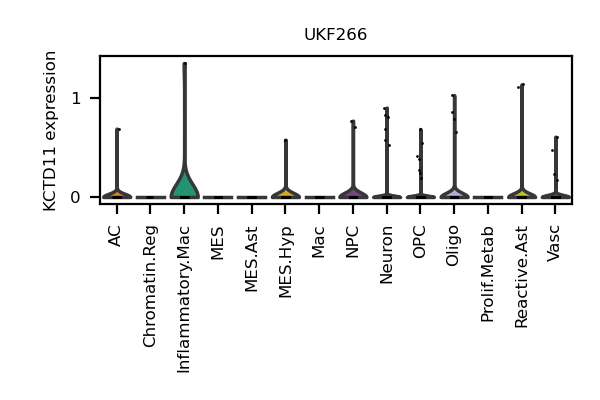 UKF266
KCTD11 expression
1
0
AC
Chromatin.Reg
Inflammatory.Mac
MES
MES.Ast
MES.Hyp
Mac
NPC
Neuron
OPC
Oligo
Prolif.Metab
Reactive.Ast
Vasc